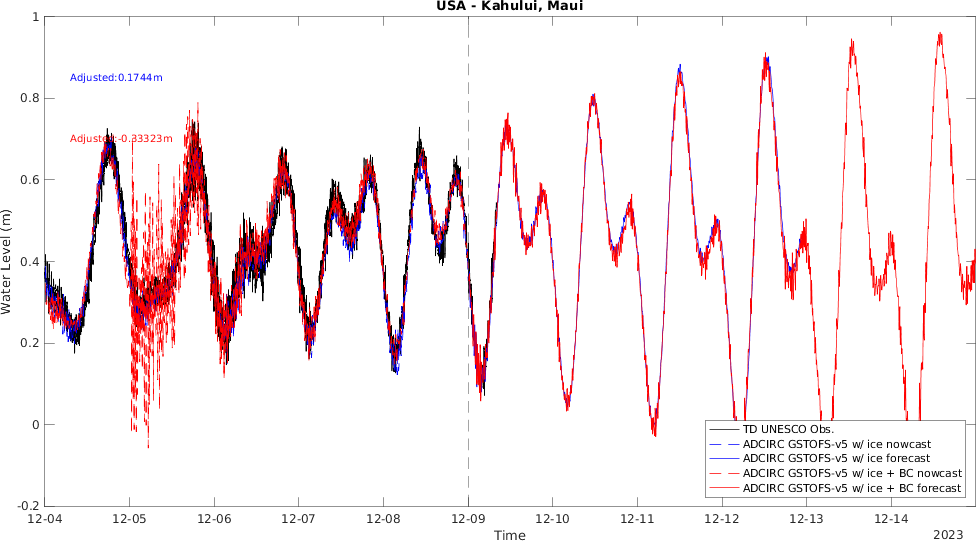 USA - Kahului, Maui
1
Adjusted:0.1744m
0.8
Adjusted:-0.33323m
0.6
0.4
0.2
0
-0.2
Water Level (m)
TD UNESCO Obs.
ADCIRC GSTOFS-v5 w/ ice nowcast
ADCIRC GSTOFS-v5 w/ ice forecast
ADCIRC GSTOFS-v5 w/ ice + BC nowcast
ADCIRC GSTOFS-v5 w/ ice + BC forecast
12-04 12-05 12-06 12-07 12-08 12-09 12-10 12-11 12-12 12-13 12-14
Time
2023